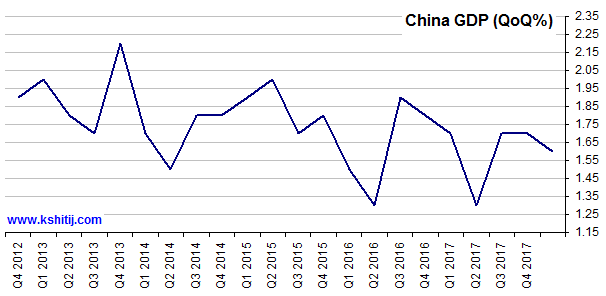 China GDP (QoQ%)
2.35
2.25
2.15
2.05
1.95
1.85
1.75
1.65
1.55
1.45
1.35
1.25
1.15
www.kshitij.com
Q4 2012
Q1 2013
Q2 2013
Q3 2013
Q4 2013
Q1 2014
Q2 2014
Q3 2014
Q4 2014
Q1 2015
Q2 2015
Q3 2015
Q4 2015
Q1 2016
Q2 2016
Q3 2016
Q4 2016
Q1 2017
Q2 2017
Q3 2017
Q4 2017